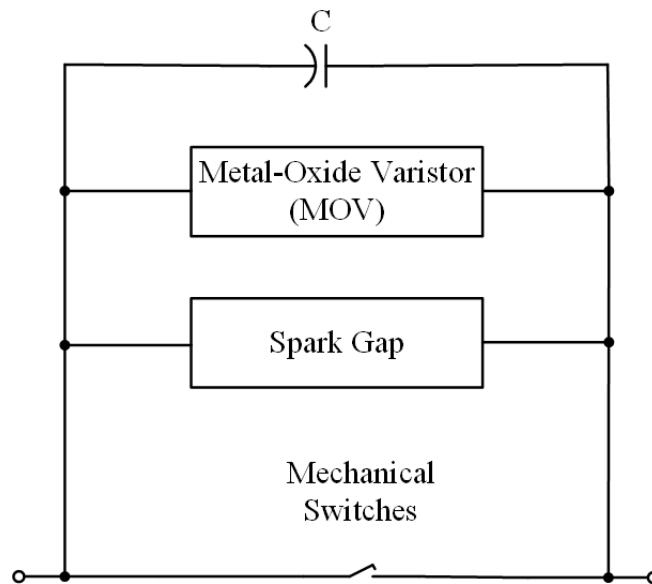 C
Metal-Oxide Varistor
(MOV)
Spark Gap
Mechanical
Switches